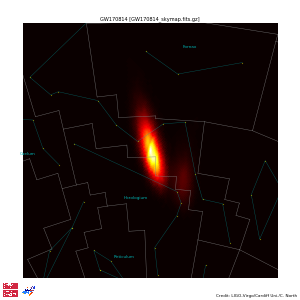 GW170814 [GW170814_skymap.fits.gz]
Fornax
Horologium
Reticulum
Credit: LIGO-Virgo/Cardiff Uni./C. North